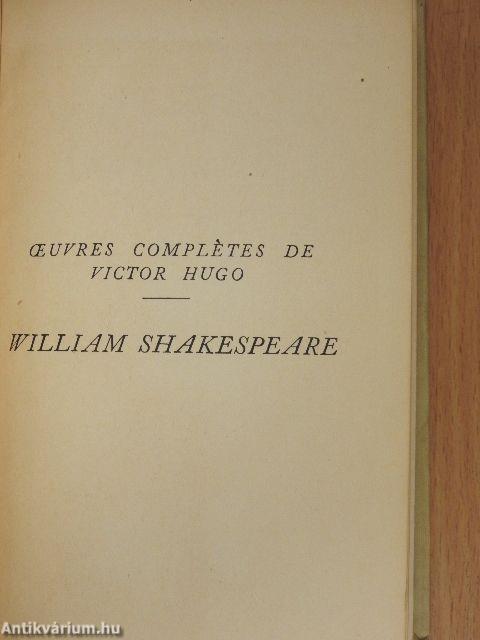 ŒUVRES COMPLÈTES DE
VICTOR HUGO
WILLIAM SHAKESPEARE
Antikvárium.hu